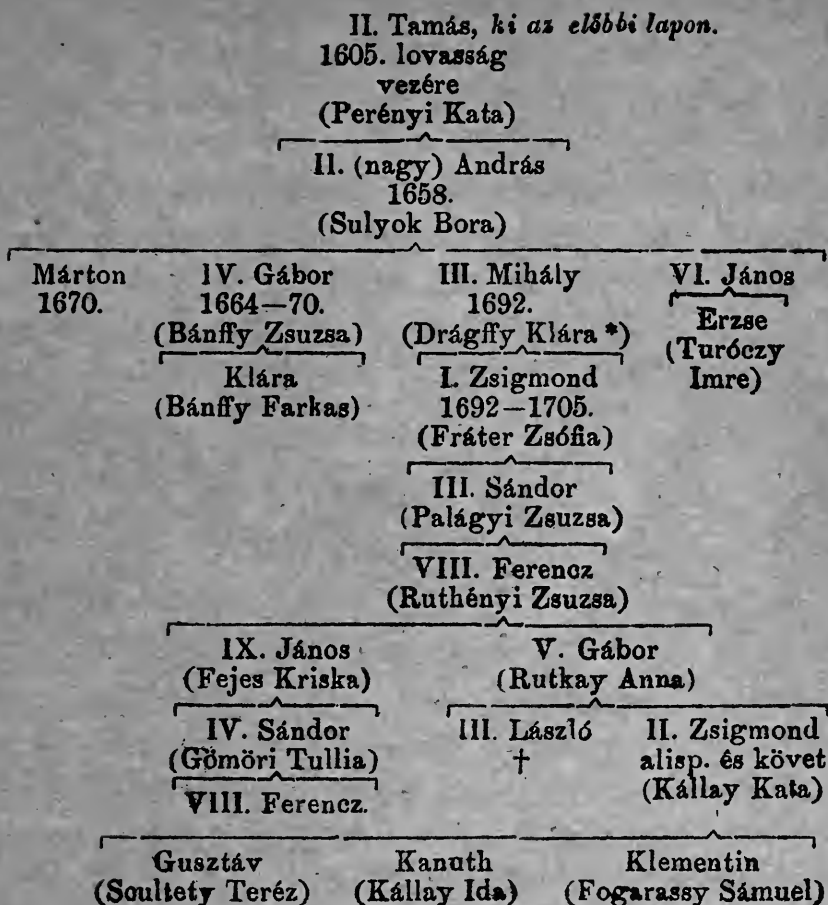 II. Tamás, ki az előbbi lapon.
1605. lovasság
vezére
(Perényi Kata)
II. (nagy) András
1658.
(Sulyok Bora)
Márton IV. Gábor III. Mihály VI. János
1670. 1664—70. 1692. Erzse
(Bánffy Zsuzsa) (Drágffy Klára *) (Turóczy
Klára I. Zsigmond Imre)
(Bánffy Farkas) 1692—1705.
(Fráter Zsófia)
III. Sándor
(Palágyi Zsuzsa)
VIII. Ferencz
(Ruthényi Zsuzsa)
IX. János V. Gábor
(Fejes Kriska) (Rutkay Anna)
IV. Sándor III. László II. Zsigmond
(Gömöri Tullia) † alisp. és követ
VIII. Ferencz. (Kállay Kata)
Gusztáv Kanuth Klementin
(Soultety Teréz) (Kállay Ida) (Fogarassy Sámuel)